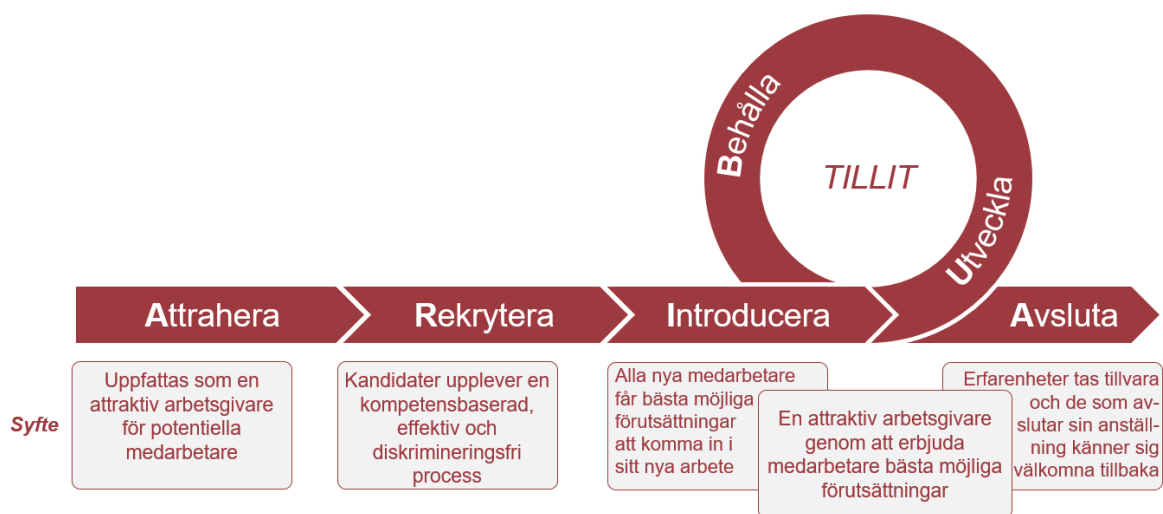 Behålla
TILLIT
Utveckla
Attrahera
Rekrytera
Introducera
Avsluta
Syfte
Uppfattas som en
attraktiv arbetsgivare
för potentiella
medarbetare
Kandidater upplever en
kompetensbaserad,
effektiv och
diskrimineringsfri
process
Alla nya medarbetare
får bästa möjliga
förutsättningar
att komma in i
sitt nya arbete
En attraktiv arbetsgivare
genom att erbjuda
medarbetare bästa möjliga
förutsättningar
Erfarenheter tas tillvara
och de som av-
slutar sin anställ-
ning känner sig
välkomna tillbaka